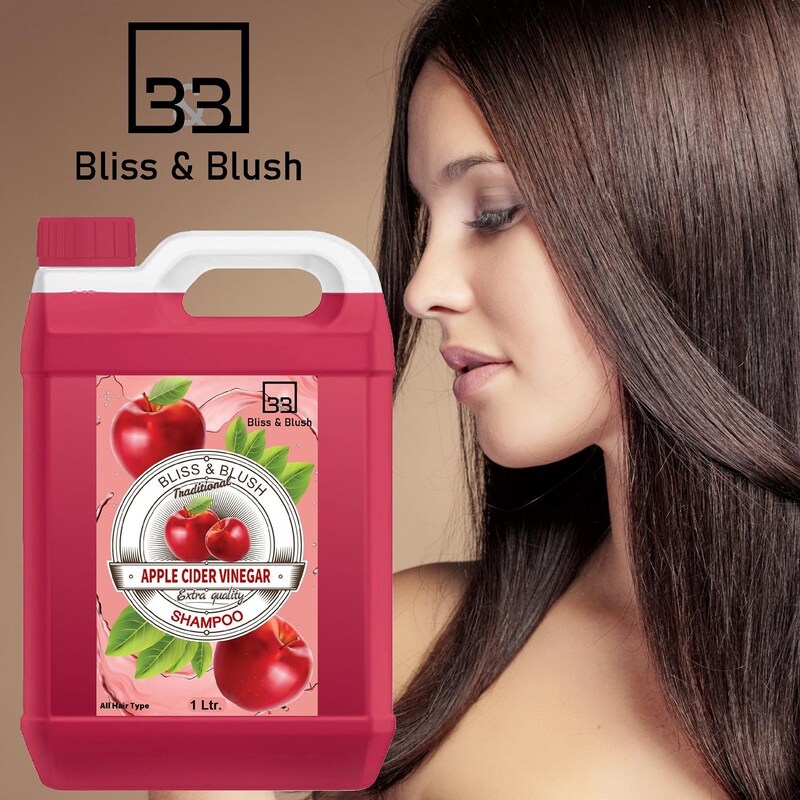 B&B
Bliss & Blush
B&B
Bliss & Blush
BLISS & BLUSH
Traditional
APPLE CIDER VINEGAR
Extra quality
SHAMPOO
All Hair Type
1 Ltr.